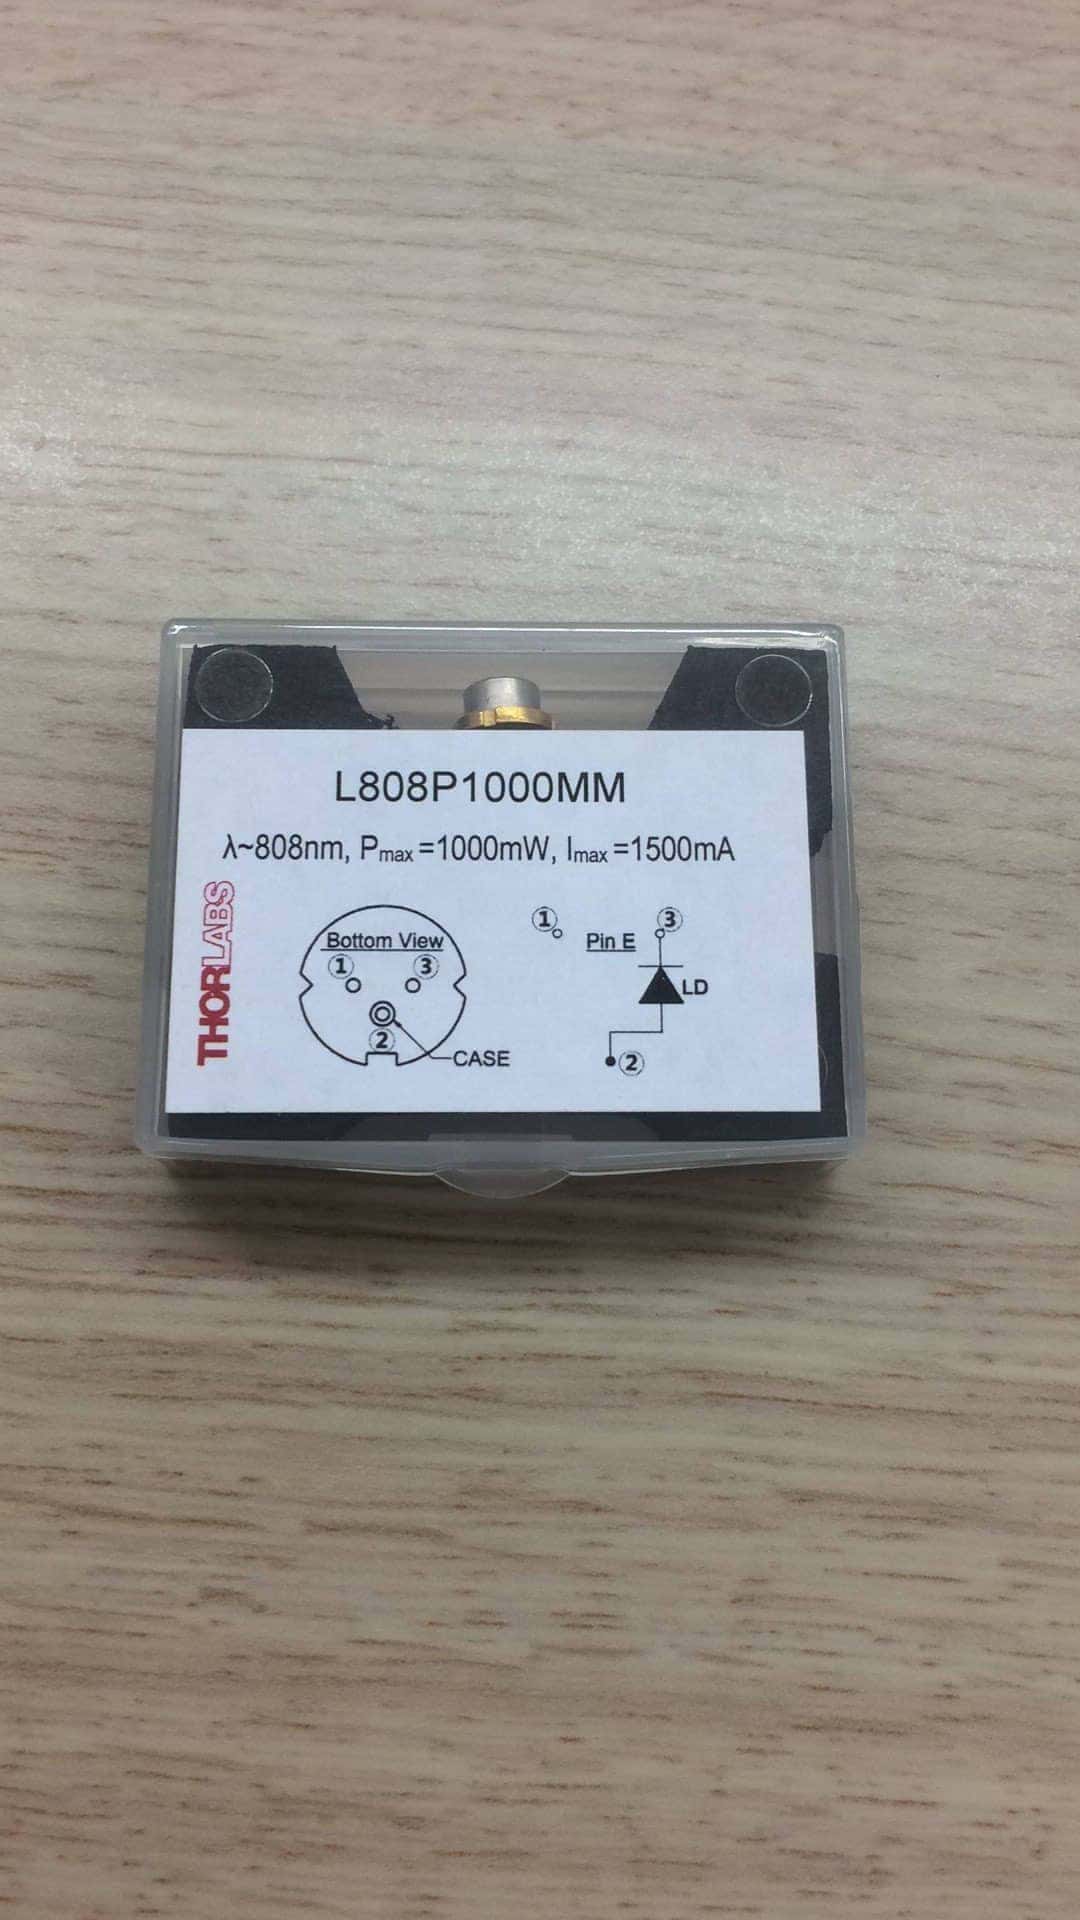 L808P1000MM
λ~808nm, Pmax=1000mW, Imax=1500mA
THORLABS
Bottom View
① ③
②
CASE
① ③
Pin E
LD
②